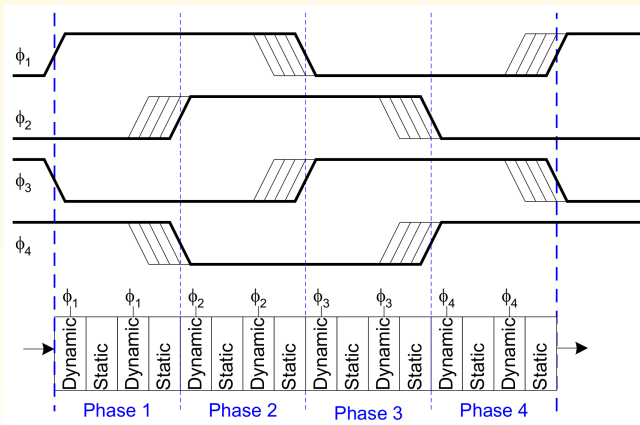 ϕ1
ϕ2
ϕ3
ϕ4
ϕ1 ϕ1 ϕ2 ϕ2 ϕ3 ϕ3 ϕ4 ϕ4
Dynamic Static Dynamic Static Dynamic Static Dynamic Static Dynamic Static Dynamic Static Dynamic Static Dynamic Static
Phase 1 Phase 2 Phase 3 Phase 4